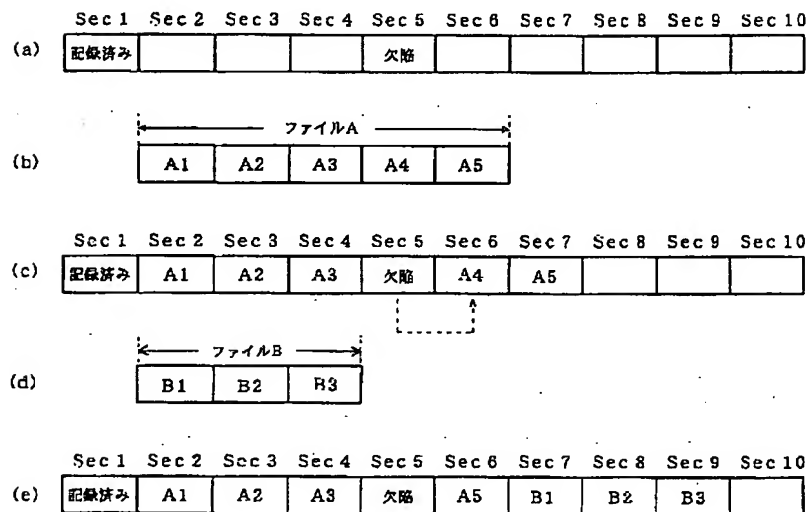 Sec 1 Sec 2 Sec 3 Sec 4 Sec 5 Sec 6 Sec 7 Sec 8 Sec 9 Sec 10
(a) 記録済み 欠陥
ファイルA
(b) A1 A2 A3 A4 A5
Sec 1 Sec 2 Sec 3 Sec 4 Sec 5 Sec 6 Sec 7 Sec 8 Sec 9 Sec 10
(c) 記録済み A1 A2 A3 欠陥 A4 A5
ファイルB
(d) B1 B2 B3
Sec 1 Sec 2 Sec 3 Sec 4 Sec 5 Sec 6 Sec 7 Sec 8 Sec 9 Sec 10
(e) 記録済み A1 A2 A3 欠陥 A5 B1 B2 B3